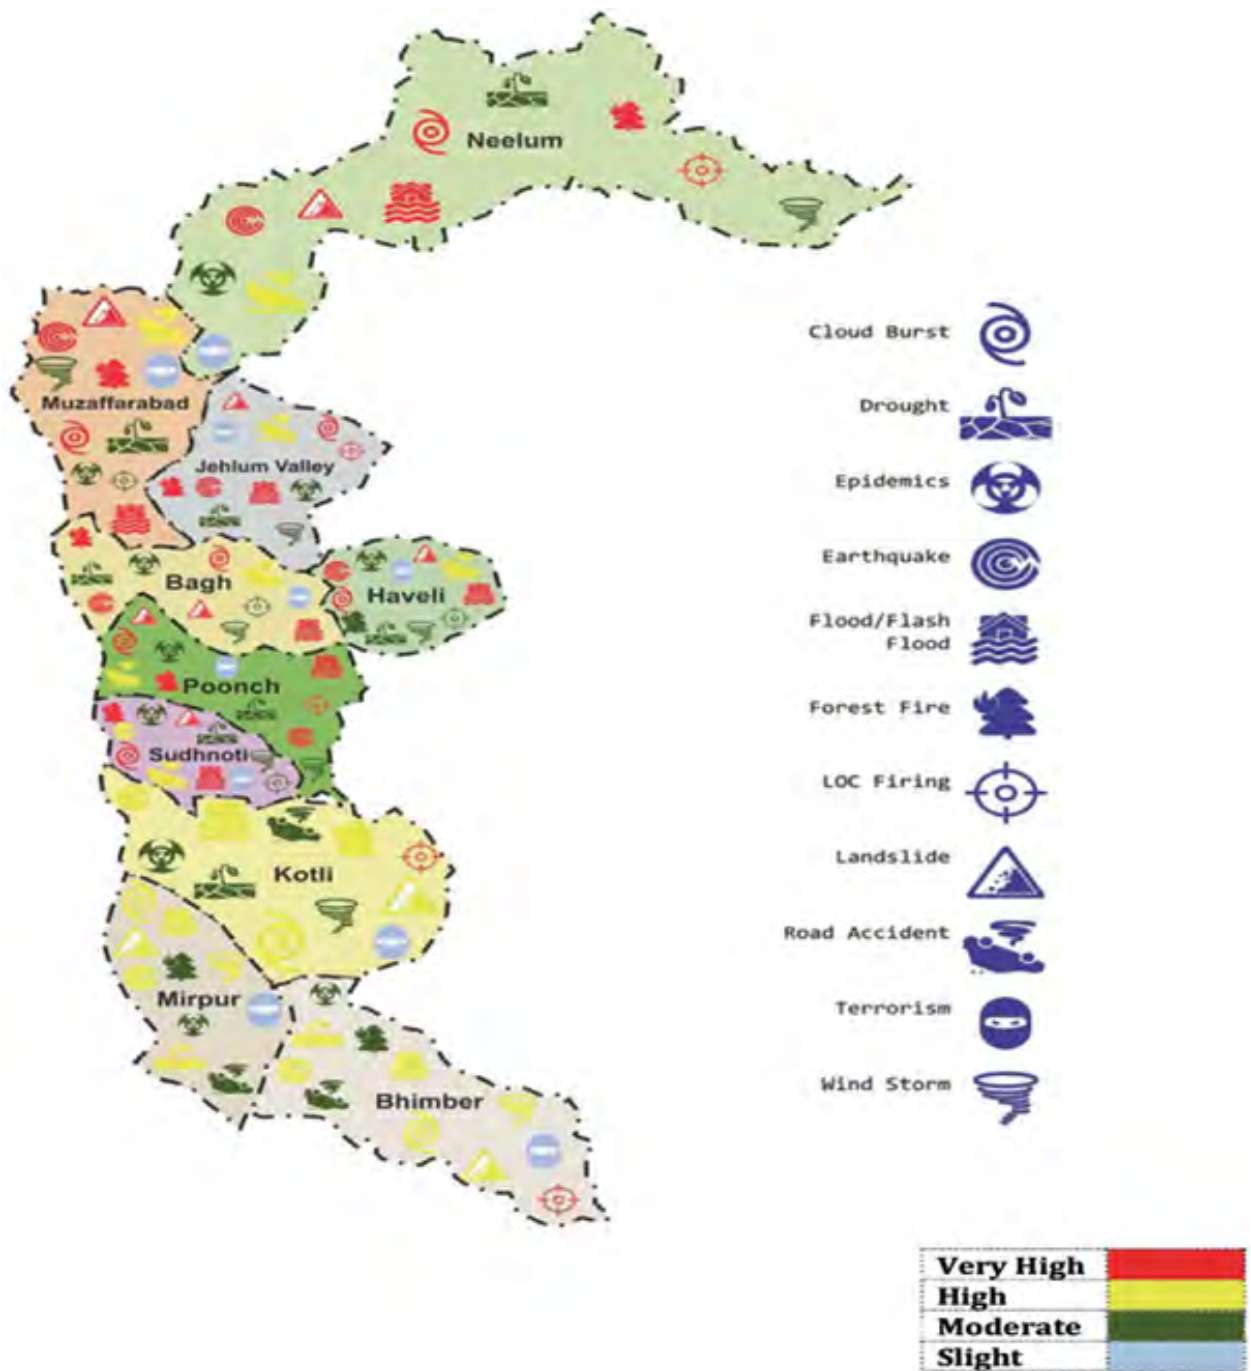 Neelum
Muzaffarabad
Jehlum Valley
Bagh
Haveli
Poonch
Sudhnoti
Kotli
Mirpur
Bhimber
Cloud Burst
Drought
Epidemics
Earthquake
Flood/Flash
Flood
Forest Fire
LOC Firing
Landslide
Road Accident
Terrorism
Wind Storm
Very High
High
Moderate
Slight